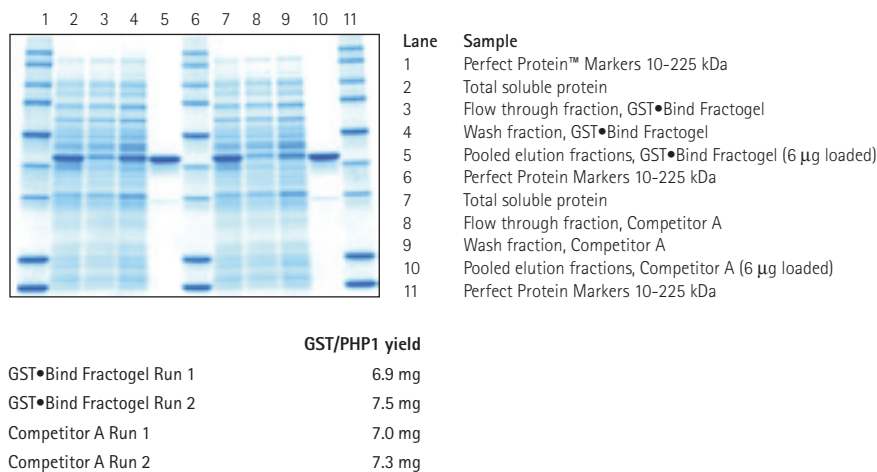 1 2 3 4 5 6 7 8 9 10 11
Lane Sample
1 Perfect Protein™ Markers 10-225 kDa
2 Total soluble protein
3 Flow through fraction, GST•Bind Fractogel
4 Wash fraction, GST•Bind Fractogel
5 Pooled elution fractions, GST•Bind Fractogel (6 µg loaded)
6 Perfect Protein Markers 10-225 kDa
7 Total soluble protein
8 Flow through fraction, Competitor A
9 Wash fraction, Competitor A
10 Pooled elution fractions, Competitor A (6 µg loaded)
11 Perfect Protein Markers 10-225 kDa
GST/PHP1 yield
GST•Bind Fractogel Run 1 6.9 mg
GST•Bind Fractogel Run 2 7.5 mg
Competitor A Run 1 7.0 mg
Competitor A Run 2 7.3 mg